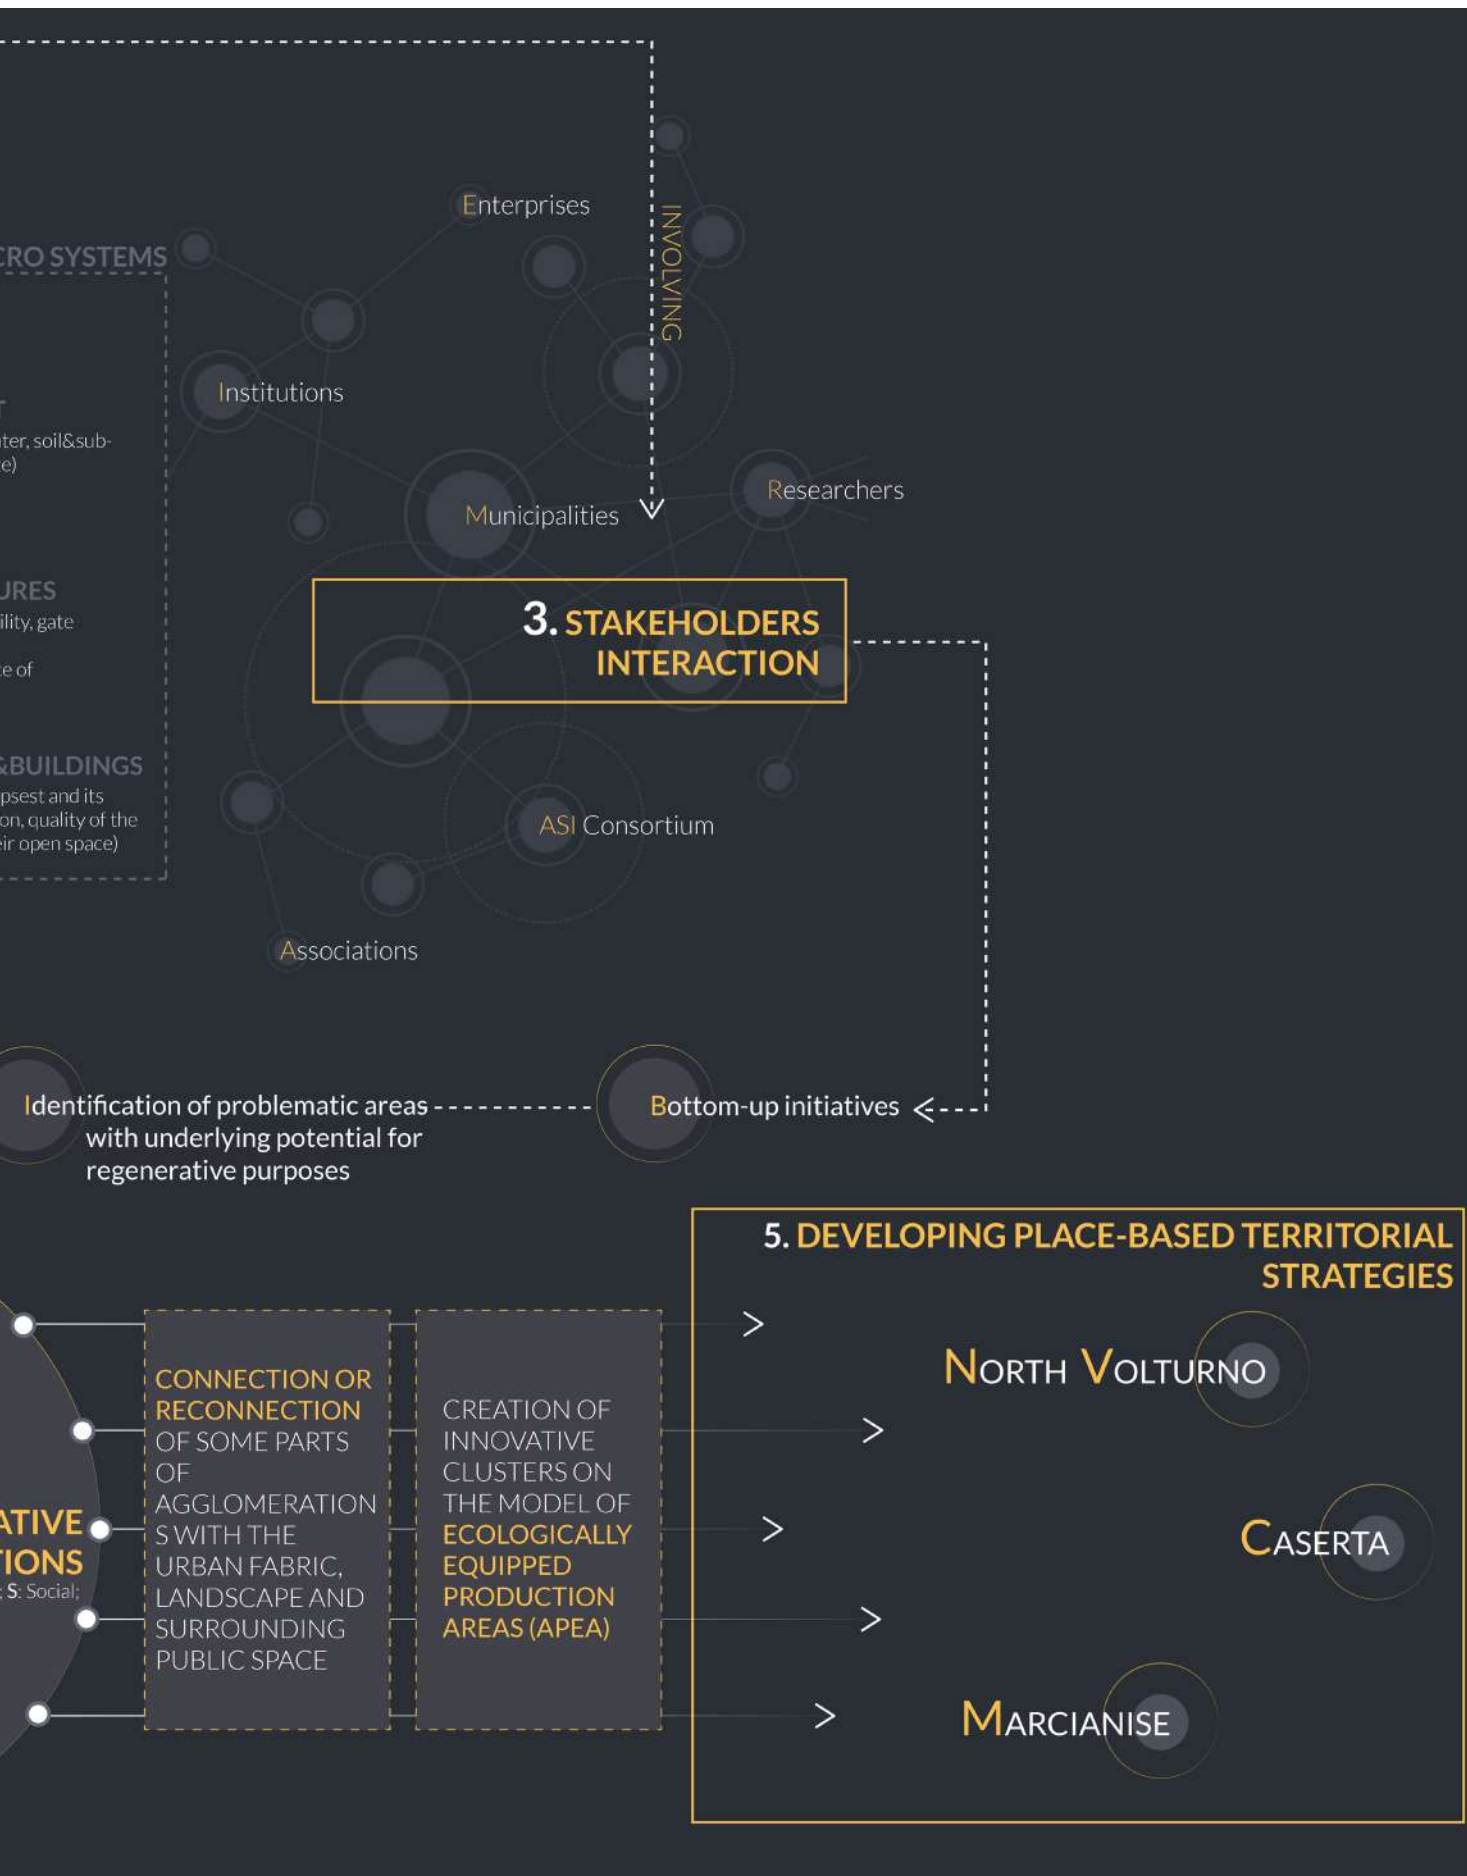 Enterprises
INVOLVING
CRO SYSTEMS
Institutions
ter, soil&sub-
e)
Researchers
Municipalities
URES
ility, gate
3. STAKEHOLDERS
INTERACTION
e of
&BUILDINGS
psest and its
on, quality of the
eir open space)
ASI Consortium
Associations
Identification of problematic areas
with underlying potential for
regenerative purposes
Bottom-up initiatives
5. DEVELOPING PLACE-BASED TERRITORIAL
STRATEGIES
ATIVE
TIONS
; S: Social;
CONNECTION OR
RECONNECTION
OF SOME PARTS
OF
AGGLOMERATION
S WITH THE
URBAN FABRIC,
LANDSCAPE AND
SURROUNDING
PUBLIC SPACE
CREATION OF
INNOVATIVE
CLUSTERS ON
THE MODEL OF
ECOLOGICALLY
EQUIPPED
PRODUCTION
AREAS (APEA)
NORTH VOLTURNO
CASERTA
MARCIANISE